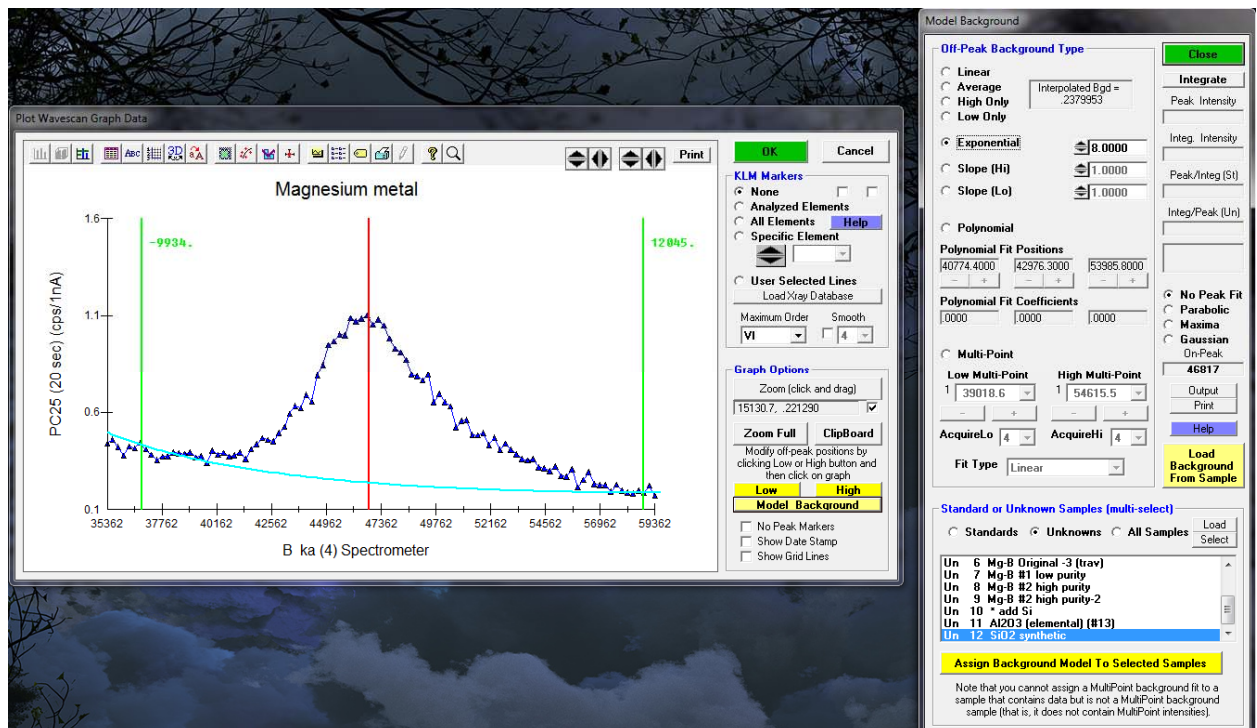 Plot Wavescan Graph Data
Print
Magnesium metal
PC25 (20 sec) (cps/1nA)
1.6
1.1
0.6
0.1
-9934.
12045.
35362 37762 40162 42562 44962 47362 49762 52162 54562 56962 59362
B ka (4) Spectrometer
OK Cancel
KLM Markers
None
Analyzed Elements
All Elements Help
Specific Element
User Selected Lines
Load Xray Database
Maximum Order Smooth
VI 4
Graph Options
Zoom (click and drag)
15130.7, .221290
Zoom Full ClipBoard
Modify off-peak positions by
clicking Low or High button and
then click on graph
Low High
Model Background
No Peak Markers
Show Date Stamp
Show Grid Lines
Model Background
Off-Peak Background Type
Linear
Average
High Only
Low Only
Interpolated Bgd =
.2379953
Exponential 8.0000
Slope (Hi) 1.0000
Slope (Lo) 1.0000
Polynomial
Polynomial Fit Positions
40774.4000 42976.3000 53985.8000
- + - + - +
Polynomial Fit Coefficients
.0000 .0000 .0000
Multi-Point
Low Multi-Point High Multi-Point
1 39018.6 1 54615.5
- + - +
AcquireLo 4 AcquireHi 4
Fit Type Linear
Close
Integrate
Peak Intensity
Integ. Intensity
Peak/Integ (St)
Integ/Peak (Un)
No Peak Fit
Parabolic
Maxima
Gaussian
On-Peak
46817
Output
Print
Help
Load
Background
From Sample
Standard or Unknown Samples (multi-select)
Standards Unknowns All Samples
Load
Select
Un 6 Mg-B Original -3 (trav)
Un 7 Mg-B #1 low purity
Un 8 Mg-B #2 high purity
Un 9 Mg-B #2 high purity-2
Un 10 * add Si
Un 11 Al2O3 (elemental) (#13)
Un 12 SiO2 synthetic
Assign Background Model To Selected Samples
Note that you cannot assign a MultiPoint background fit to a
sample that contains data but is not a MultiPoint background
sample (that is, it does not contain MultiPoint intensities).